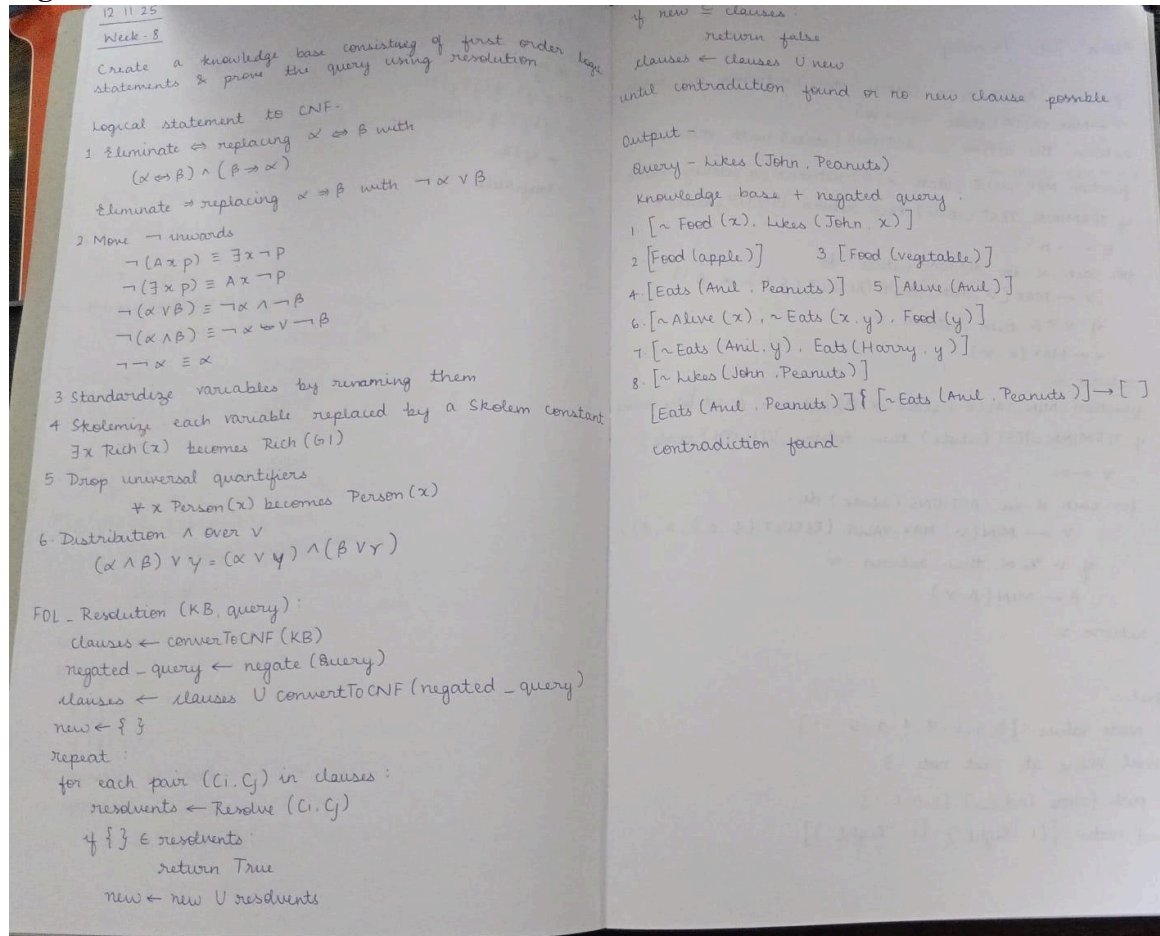 12.11.25
Week - 8
Create a knowledge base consisting of first order logic
statements & prove the query using resolution
Logical statement to CNF.
1 Eliminate ⇔ replacing α ⇔ β with
(α ⇔ β) ∧ (β ⇒ α)
Eliminate ⇒ replacing α ⇒ β with ¬ α ∨ β
2. Move ¬ inwards
¬ (A x p) ≡ ∃ x ¬ p
¬ (∃ x p) ≡ A x ¬ p
¬ (α ∨ β) ≡ ¬ α ∧ ¬ β
¬ (α ∧ β) ≡ ¬ α ∨ ¬ β
¬ ¬ α ≡ α
3 Standardize variables by renaming them
4 Skolemize each variable replaced by a Skolem constant
∃x Rich (x) becomes Rich (G1)
5 Drop universal quantifiers
∀ x Person (x) becomes Person (x)
6. Distribution ∧ over ∨
(α ∧ β) ∨ γ = (α ∨ γ) ∧ (β ∨ γ)
FOL _ Resolution (KB, query) :
clauses ← converToCNF (KB)
negated _ query ← negate (Query)
clauses ← clauses U convertToCNF (negated _ query)
new ← { }
repeat :
for each pair (Ci, Cj) in clauses :
resolvents ← Resolve (Ci, Cj)
if { } ∈ resolvents :
return True
new ← new U resolvents
if new ⊆ clauses :
return false
clauses ← clauses U new
until contradiction found or no new clause possible
Output -
Query - Likes (John, Peanuts)
Knowledge base + negated query :
1. [~ Food (x), Likes (John, x)]
2 [Food (apple)] 3. [Food (vegetable)]
4. [Eats (Anil, Peanuts)] 5 [Alive (Anil)]
6. [~ Alive (x), ~ Eats (x, y), Food (y)]
7. [~ Eats (Anil, y), Eats (Harry, y)]
8. [~ Likes (John, Peanuts)]
[Eats (Anil, Peanuts)] { [~ Eats (Anil, Peanuts)] → [ ]
contradiction found